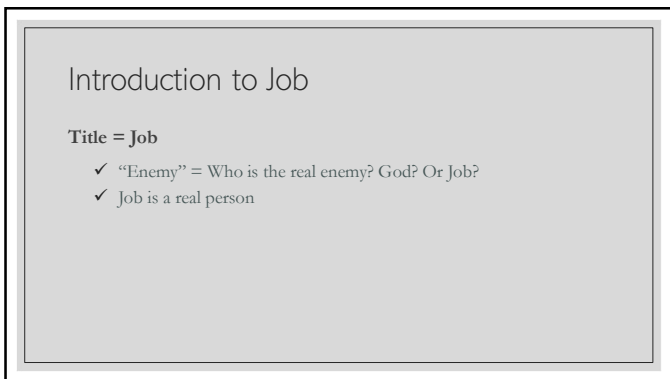 Introduction to Job
Title = Job
✓ “Enemy” = Who is the real enemy? God? Or Job?
✓ Job is a real person